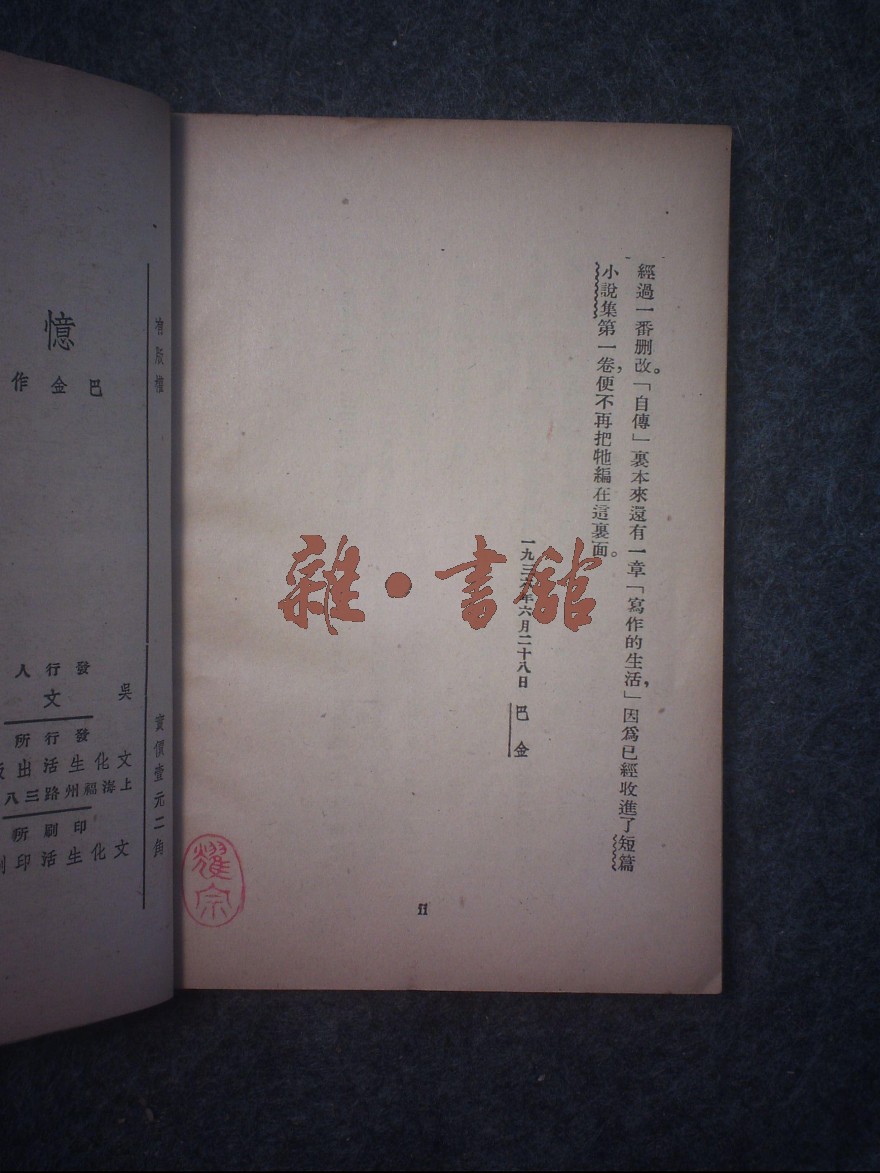 經過一番删改。「自傳」裏本來還有一章「寫作的生活，」因爲已經收進了短篇
小說集第一卷，便不再把牠編在這裏面。
一九三六年六月二十八日 巴金
II
耀宗
雜·書館
有版權
實價壹元二角
憶
巴金作
發行人
吳文
發行所
文化生活出版
上海福州路三八
印刷所
文化生活印刷